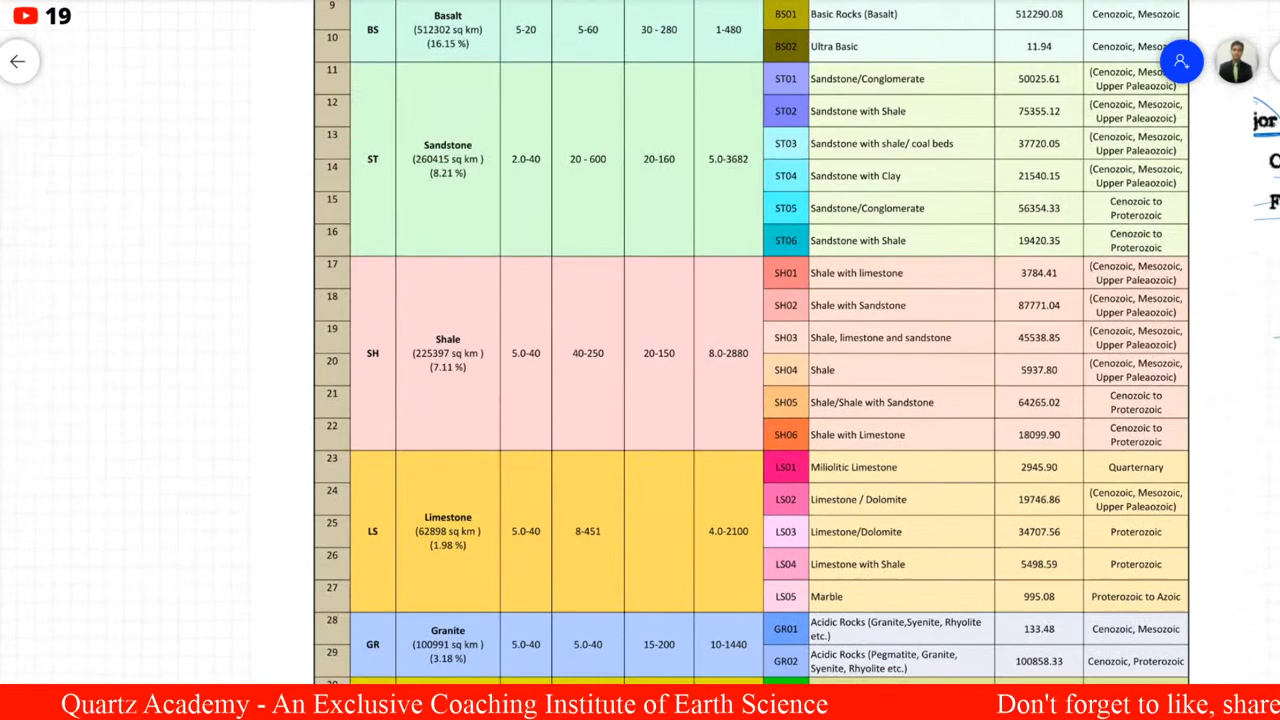 19
9 BS Basalt (512302 sq km) (16.15 %) 5-20 5-60 30 - 280 1-480 BS01 Basic Rocks (Basalt) 512290.08 Cenozoic, Mesozoic
10 BS02 Ultra Basic 11.94 Cenozoic,
11 ST Sandstone (260415 sq km ) (8.21 %) 2.0-40 20 - 600 20-160 5.0-3682 ST01 Sandstone/Conglomerate 50025.61 (Cenozoic, Upper Paleaozoic)
12 ST02 Sandstone with Shale 75355.12 (Cenozoic, Mesozoic, Upper Paleaozoic)
13 ST03 Sandstone with shale/ coal beds 37720.05 (Cenozoic, Mesozoic, Upper Paleaozoic)
14 ST04 Sandstone with Clay 21540.15 (Cenozoic, Mesozoic, Upper Paleaozoic)
15 ST05 Sandstone/Conglomerate 56354.33 Cenozoic to Proterozoic
16 ST06 Sandstone with Shale 19420.35 Cenozoic to Proterozoic
17 SH Shale (225397 sq km ) (7.11 %) 5.0-40 40-250 20-150 8.0-2880 SH01 Shale with limestone 3784.41 (Cenozoic, Mesozoic, Upper Paleaozoic)
18 SH02 Shale with Sandstone 87771.04 (Cenozoic, Mesozoic, Upper Paleaozoic)
19 SH03 Shale, limestone and sandstone 45538.85 (Cenozoic, Mesozoic, Upper Paleaozoic)
20 SH04 Shale 5937.80 (Cenozoic, Mesozoic, Upper Paleaozoic)
21 SH05 Shale/Shale with Sandstone 64265.02 Cenozoic to Proterozoic
22 SH06 Shale with Limestone 18099.90 Cenozoic to Proterozoic
23 LS Limestone (62898 sq km ) (1.98 %) 5.0-40 8-451 4.0-2100 LS01 Miliolitic Limestone 2945.90 Quarternary
24 LS02 Limestone / Dolomite 19746.86 (Cenozoic, Mesozoic, Upper Paleaozoic)
25 LS03 Limestone/Dolomite 34707.56 Proterozoic
26 LS04 Limestone with Shale 5498.59 Proterozoic
27 LS05 Marble 995.08 Proterozoic to Azoic
28 GR Granite (100991 sq km ) (3.18 %) 5.0-40 5.0-40 15-200 10-1440 GR01 Acidic Rocks (Granite,Syenite, Rhyolite etc.) 133.48 Cenozoic, Mesozoic
29 GR02 Acidic Rocks (Pegmatite, Granite, Syenite, Rhyolite etc.) 100858.33 Cenozoic, Proterozoic
Quartz Academy - An Exclusive Coaching Institute of Earth Science Don't forget to like, share